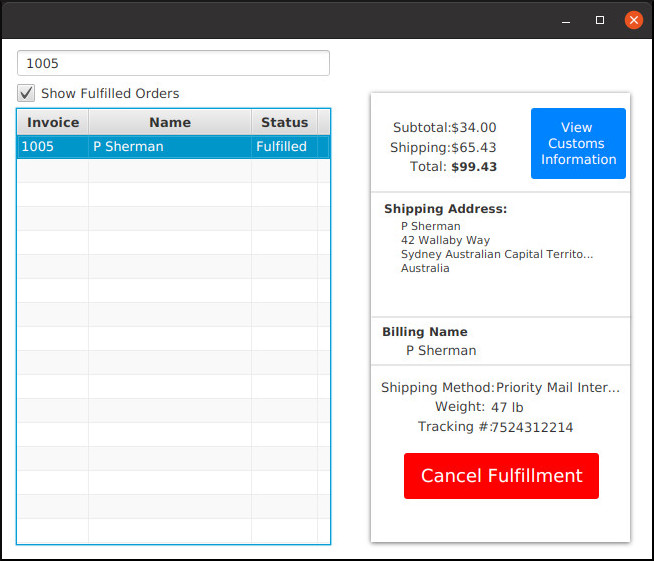 1005
Show Fulfilled Orders
Invoice Name Status
1005 P Sherman Fulfilled
Subtotal:$34.00
Shipping:$65.43
Total: $99.43
View
Customs
Information
Shipping Address:
P Sherman
42 Wallaby Way
Sydney Australian Capital Territo...
Australia
Billing Name
P Sherman
Shipping Method:Priority Mail Inter...
Weight: 47 lb
Tracking #:7524312214
Cancel Fulfillment